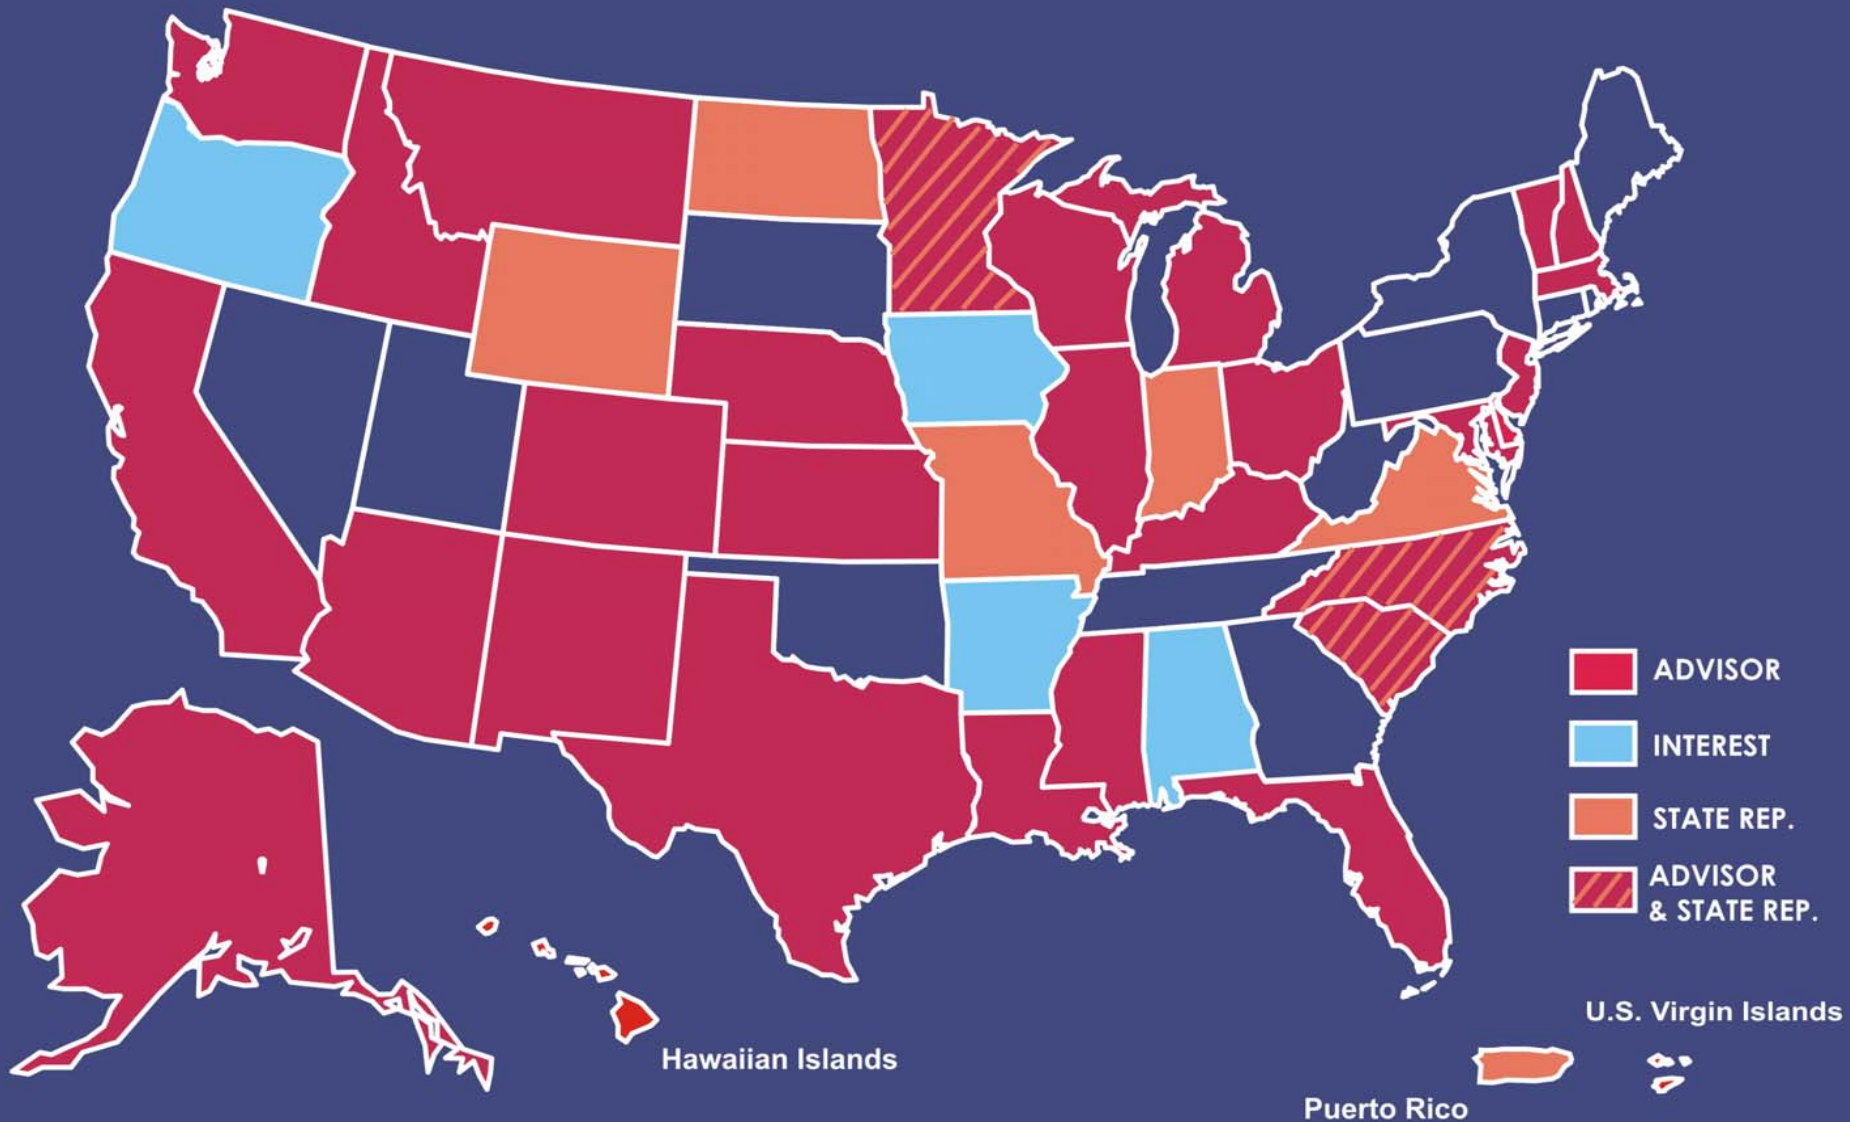 ADVISOR
INTEREST
STATE REP.
ADVISOR
& STATE REP.
U.S. Virgin Islands
Hawaiian Islands
Puerto Rico